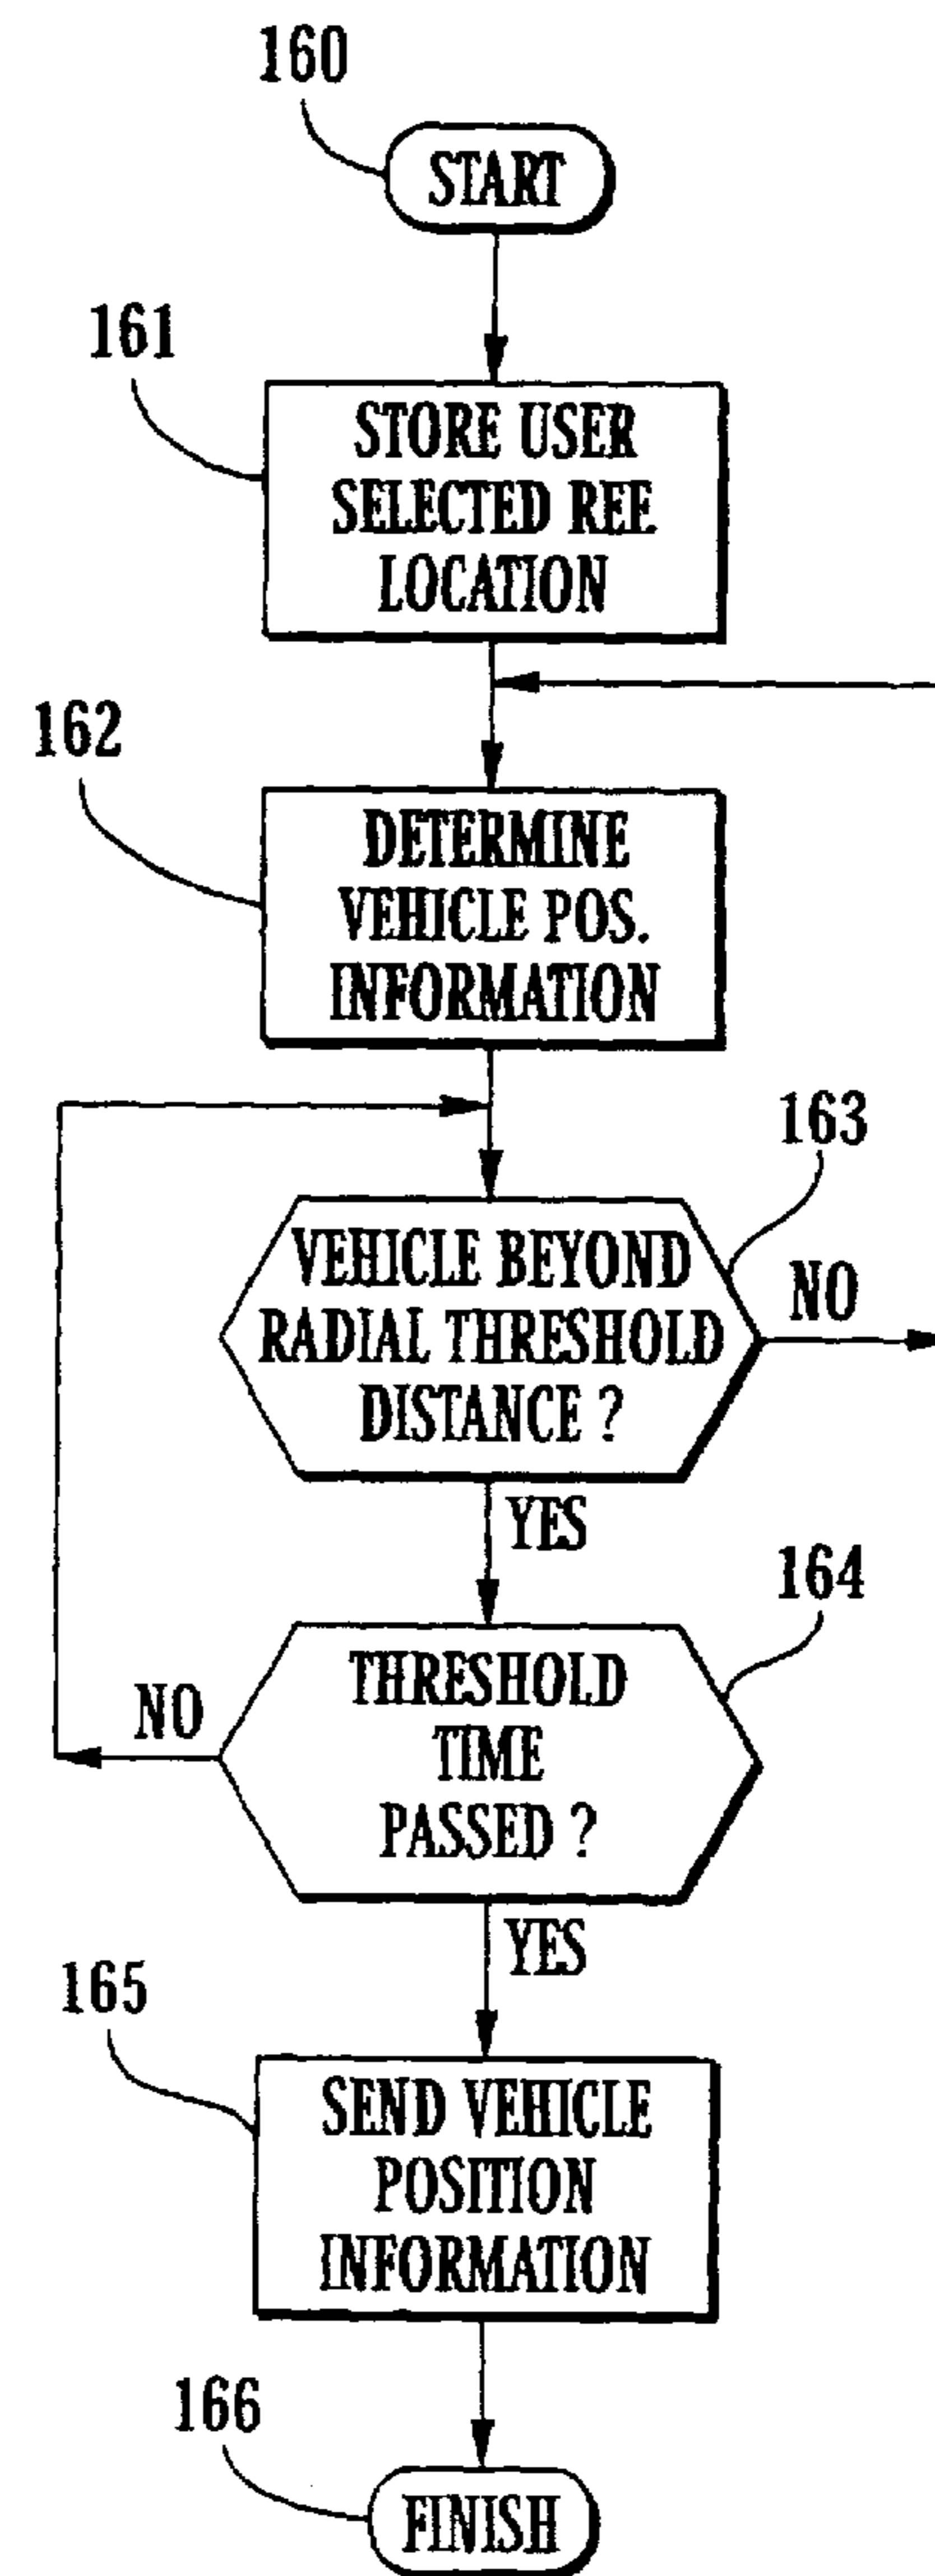 160
START
161
STORE USER
SELECTED REF.
LOCATION
162
DETERMINE
VEHICLE POS.
INFORMATION
163
VEHICLE BEYOND
RADIAL THRESHOLD
DISTANCE ?
NO
YES
164
THRESHOLD
TIME
PASSED ?
NO
YES
165
SEND VEHICLE
POSITION
INFORMATION
166
FINISH